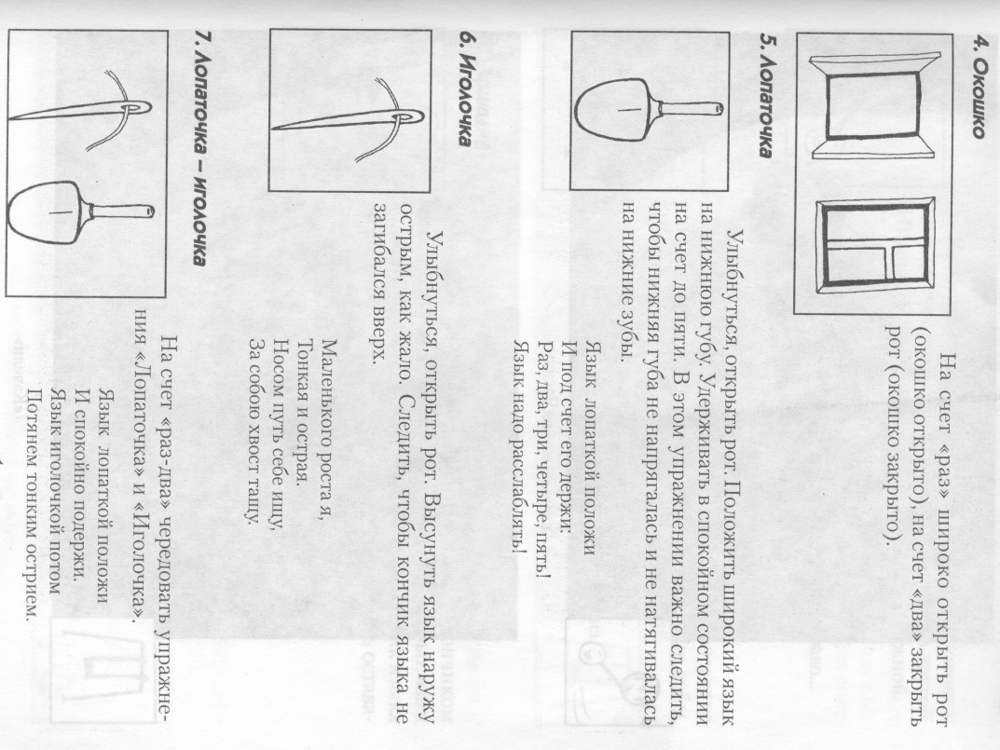 4. Окошко
На счет «раз» широко открыть рот
(окошко открыто), на счет «два» закрыть
рот (окошко закрыто).
5. Лопаточка
Улыбнуться, открыть рот. Положить широкий язык
на нижнюю губу. Удерживать в спокойном состоянии
на счет до пяти. В этом упражнении важно следить,
чтобы нижняя губа не напрягалась и не натягивалась
на нижние зубы.
Язык лопаткой положи
И под счет его держи:
Раз, два, три, четыре, пять!
Язык надо расслаблять!
6. Иголочка
Улыбнуться, открыть рот. Высунуть язык наружу
острым, как жало. Следить, чтобы кончик языка не
загибался вверх.
Маленького роста я,
Тонкая и острая.
Носом путь себе ищу,
За собою хвост тащу.
7. Лопаточка – иголочка
На счет «раз-два» чередовать упражне-
ния «Лопаточка» и «Иголочка».
Язык лопаткой положи
И спокойно подержи.
Язык иголочкой потом
Потянем тонким острием.